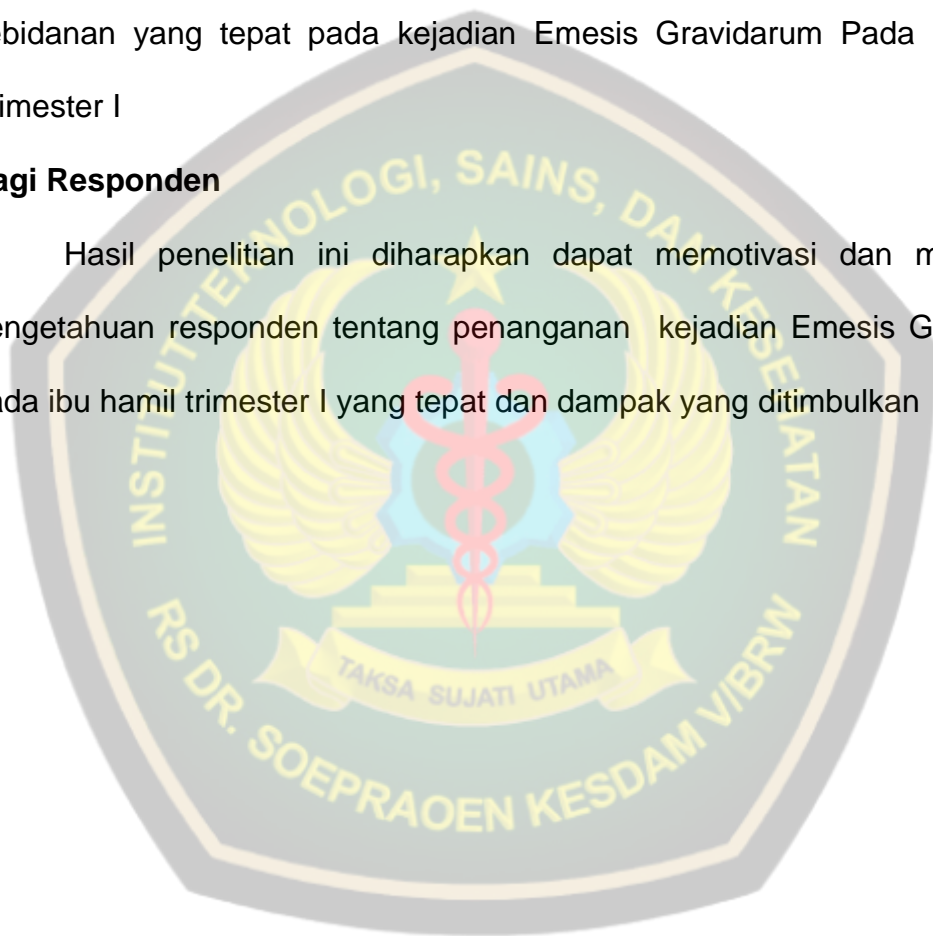 ebidanan yang tepat pada kejadian Emesis Gravidarum Pada
imester I
agi Responden
Hasil penelitian ini diharapkan dapat memotivasi dan m
engetahuan responden tentang penanganan kejadian Emesis G
ada ibu hamil trimester I yang tepat dan dampak yang ditimbulkan
INSTITUT TEKNOLOGI, SAINS, DAN KESEHATAN
TAKSA SUJATI UTAMA
RS DR. SOEPRAOEN KESDAM V/BRW